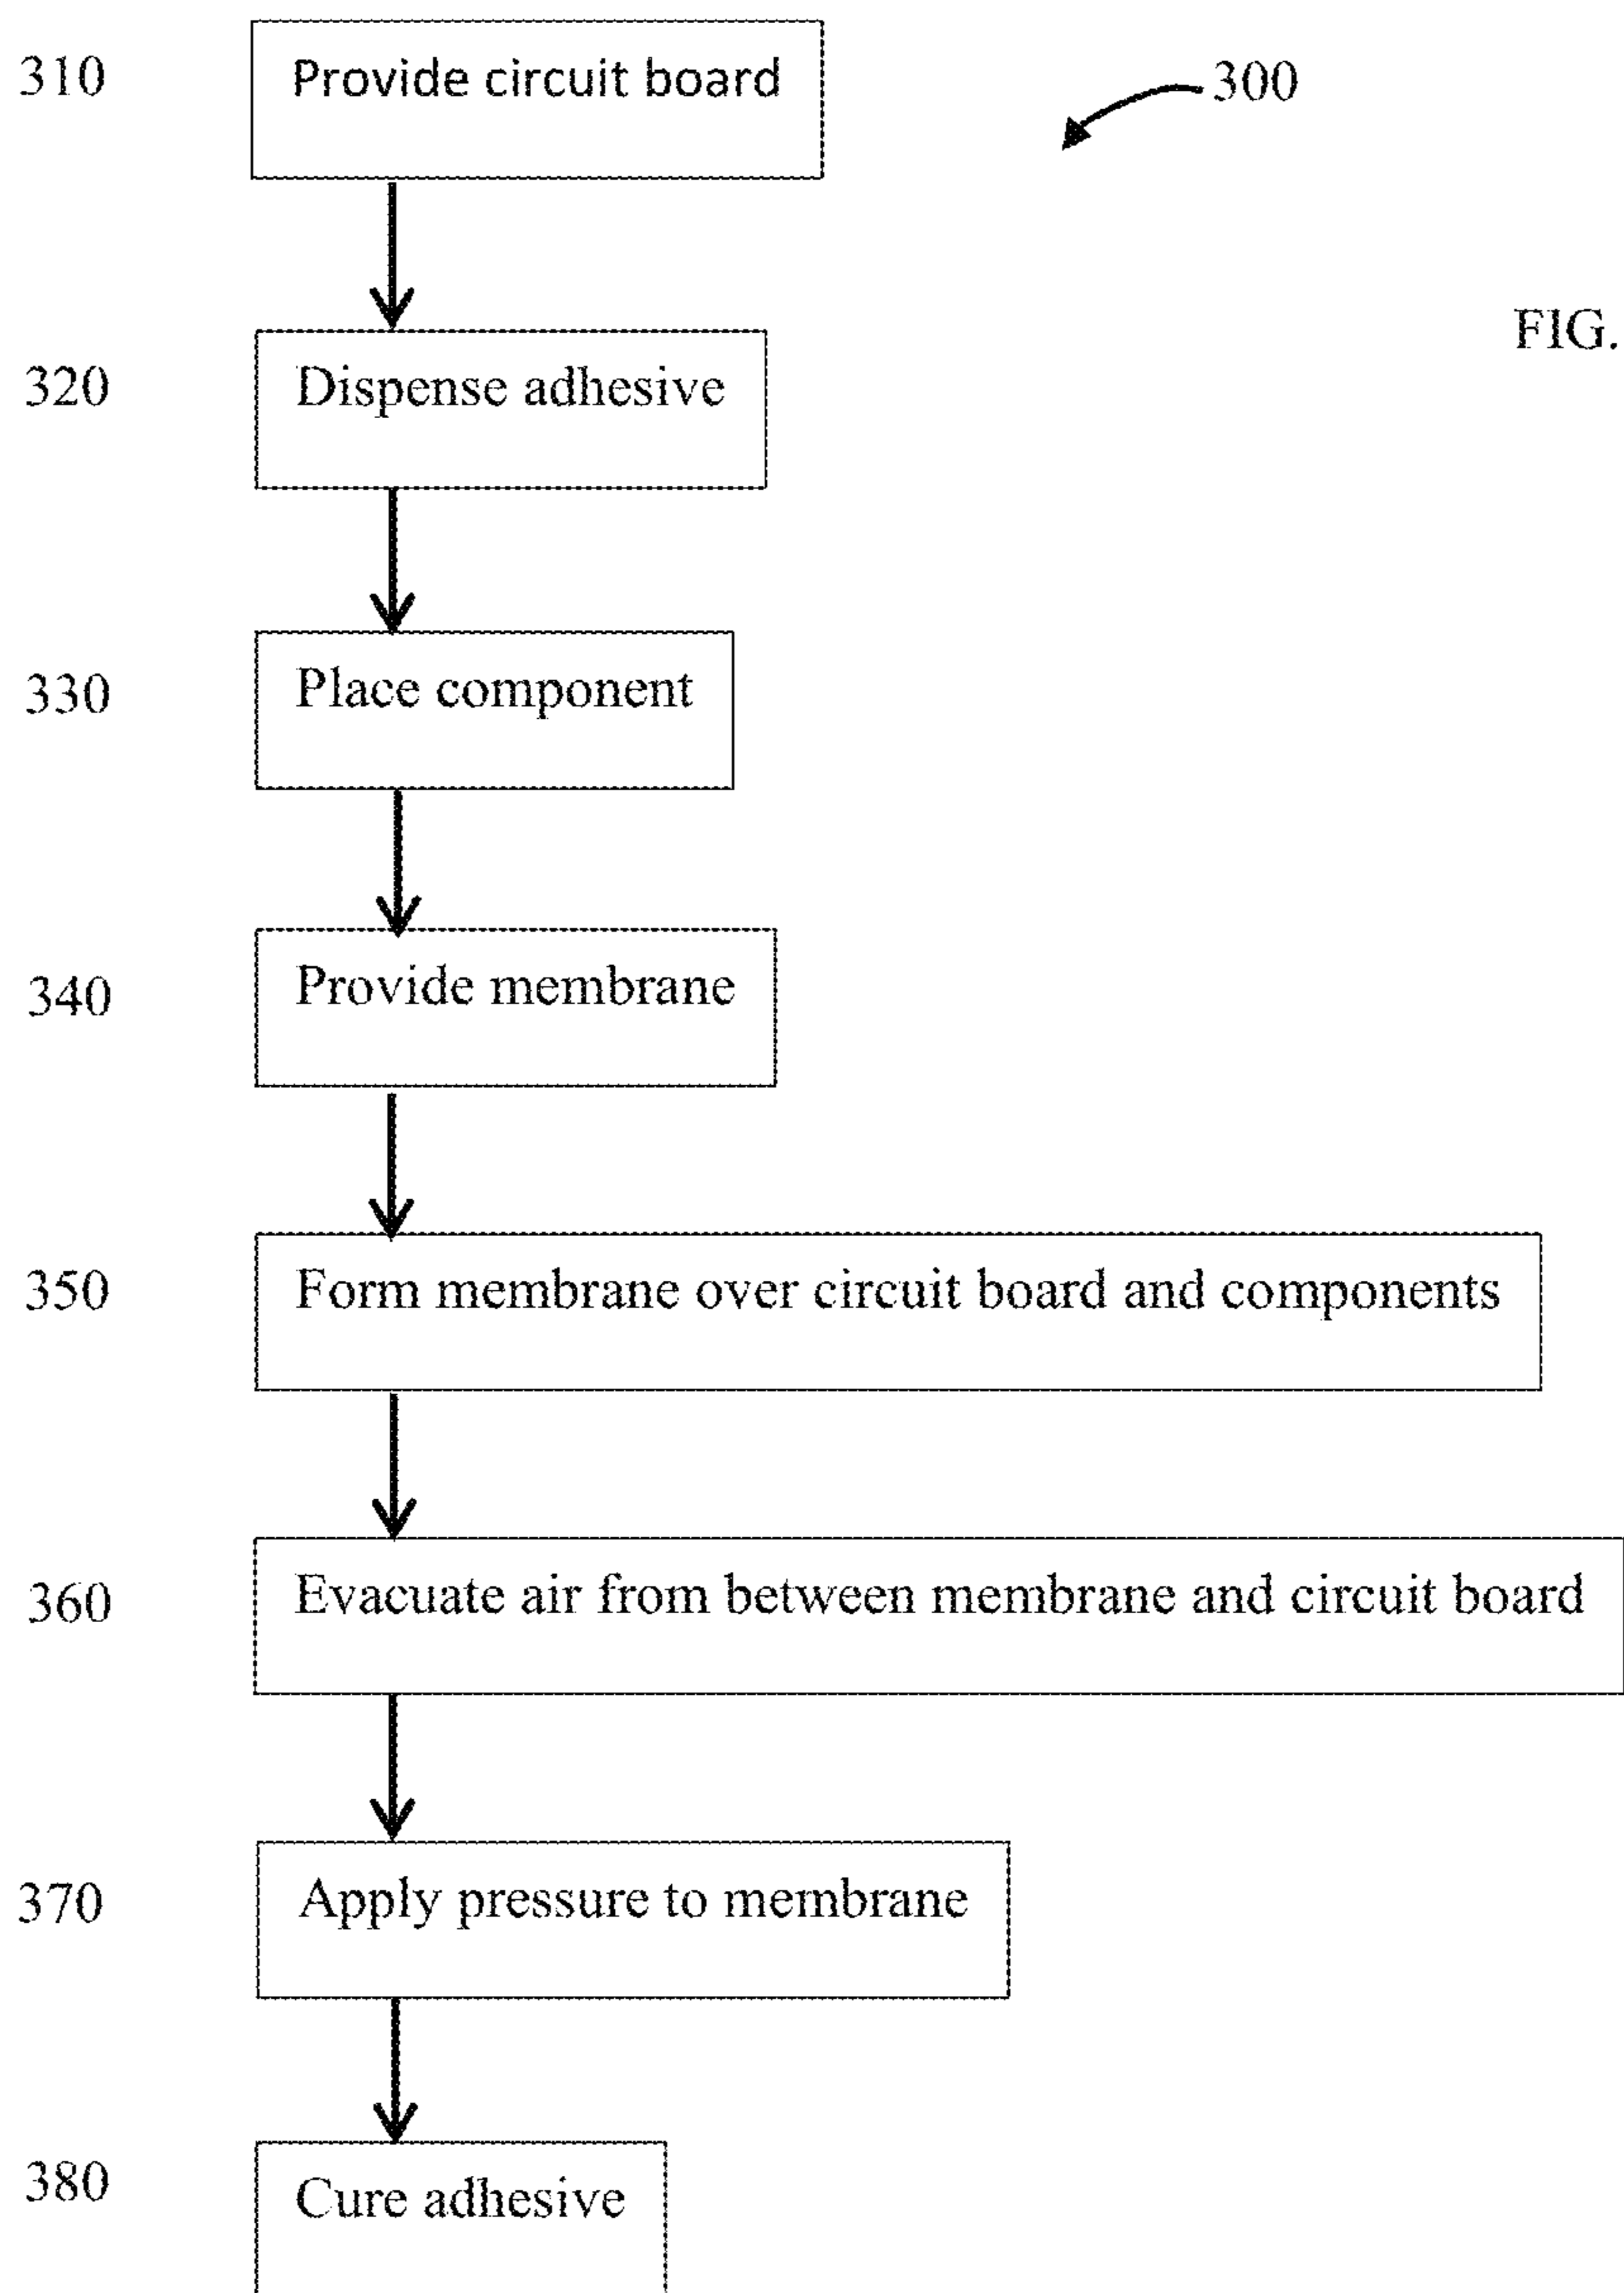 310 Provide circuit board
300
FIG.
320 Dispense adhesive
330 Place component
340 Provide membrane
350 Form membrane over circuit board and components
360 Evacuate air from between membrane and circuit board
370 Apply pressure to membrane
380 Cure adhesive